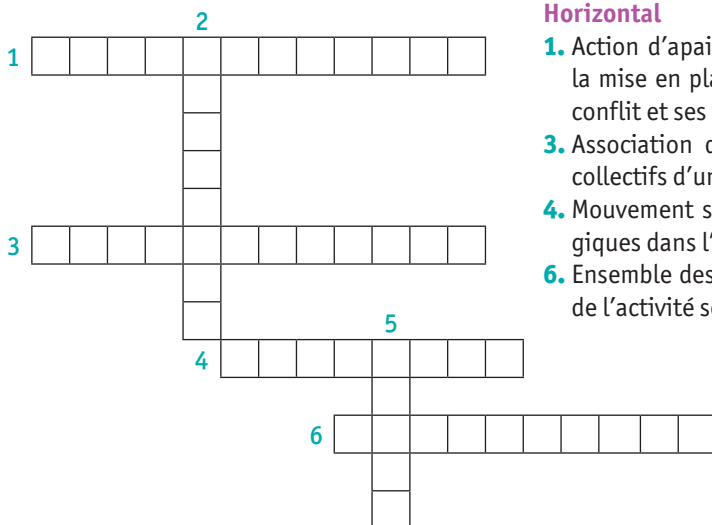 Horizontal
1. Action d'apai
la mise en pla
conflit et ses
3. Association d
collectifs d'un
4. Mouvement s
giques dans l'
6. Ensemble des
de l'activité s
2
1
3
5
4
6